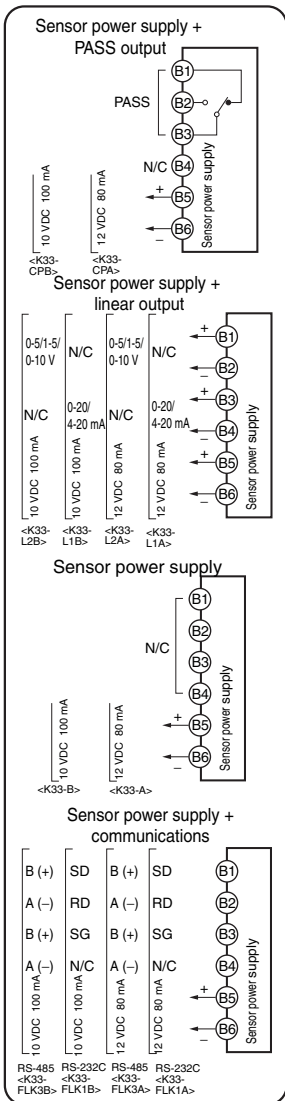 Sensor power supply +
PASS output
B1
PASS
B2
B3
N/C
B4
+
B5
−
B6
Sensor power supply
10 VDC 100 mA
12 VDC 80 mA
<K33-
CPB>
<K33-
CPA>
Sensor power supply +
linear output
0-5/1-5/
0-10 V
N/C
0-5/1-5/
0-10 V
N/C
+
B1
−
B2
N/C
0-20/
4-20 mA
N/C
0-20/
4-20 mA
+
B3
−
B4
10 VDC 100 mA
10 VDC 100 mA
12 VDC 80 mA
12 VDC 80 mA
+
B5
−
B6
Sensor power supply
<K33-
L2B>
<K33-
L1B>
<K33-
L2A>
<K33-
L1A>
Sensor power supply
B1
B2
N/C
B3
B4
+
B5
−
B6
Sensor power supply
10 VDC 100 mA
12 VDC 80 mA
<K33-B>
<K33-A>
Sensor power supply +
communications
B (+)
SD
B (+)
SD
B1
A (−)
RD
A (−)
RD
B2
B (+)
SG
B (+)
SG
B3
A (−)
N/C
A (−)
N/C
B4
10 VDC 100 mA
10 VDC 100 mA
12 VDC 80 mA
12 VDC 80 mA
+
B5
−
B6
Sensor power supply
RS-485
<K33-
FLK3B>
RS-232C
<K33-
FLK1B>
RS-485
<K33-
FLK3A>
RS-232C
<K33-
FLK1A>